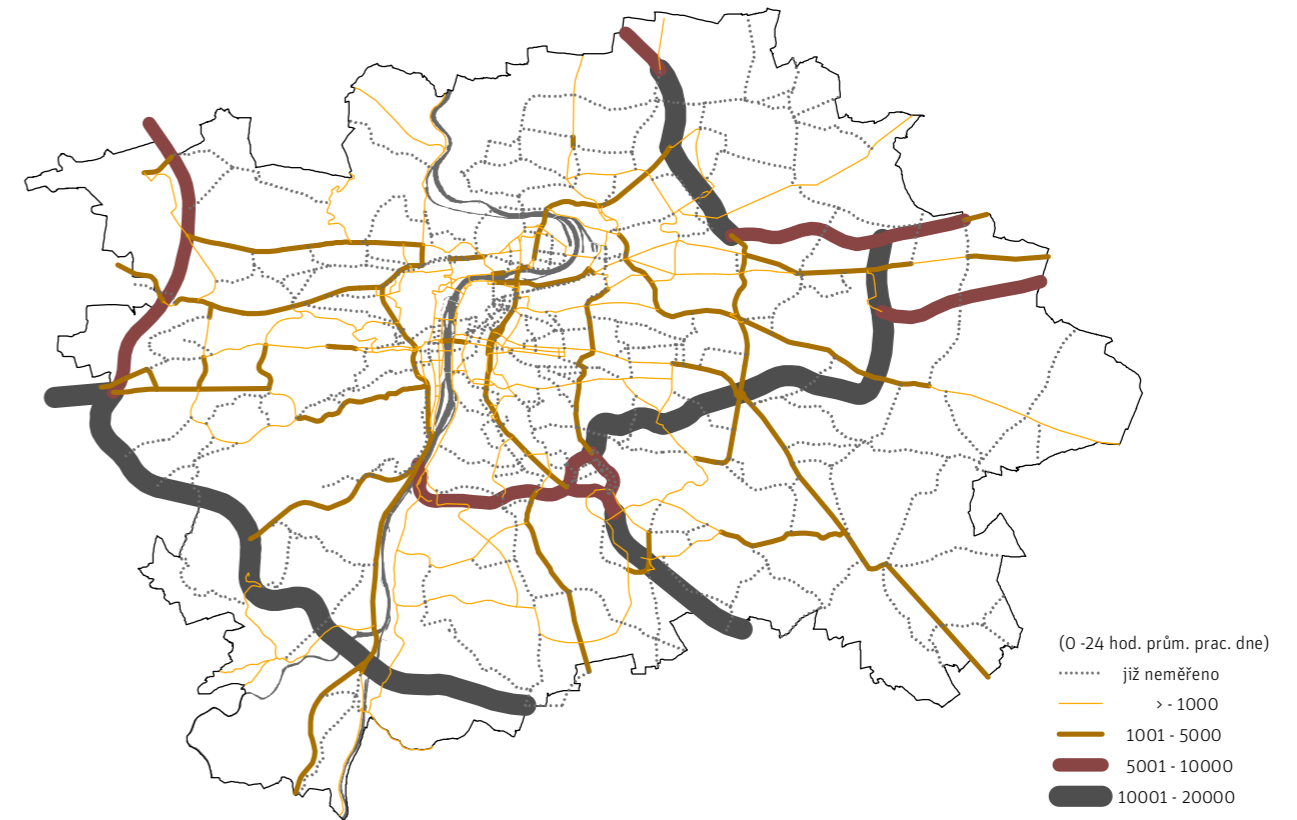 (0 -24 hod. prům. prac. dne)
již neměřeno
> - 1000
1001 - 5000
5001 - 10000
10001 - 20000